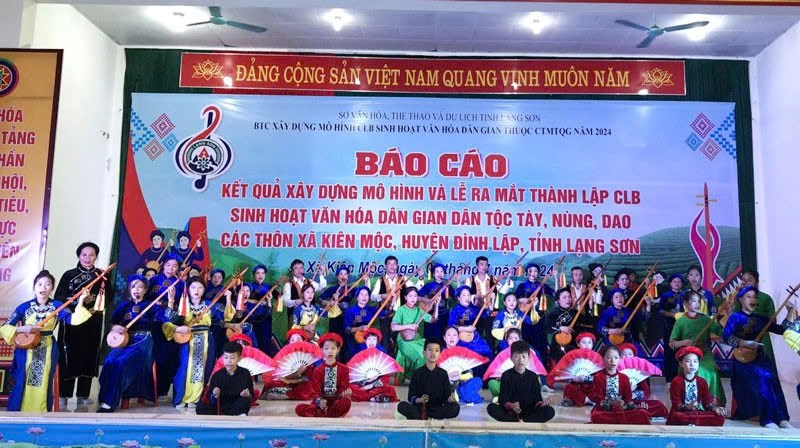 ĐẢNG CỘNG SẢN VIỆT NAM QUANG VINH MUÔN NĂM
SỞ VĂN HÓA, THỂ THAO VÀ DU LỊCH TỈNH LẠNG SƠN
BTC XÂY DỰNG MÔ HÌNH CLB SINH HOẠT VĂN HÓA DÂN GIAN THUỘC CTMTQG NĂM 2024
BÁO CÁO
KẾT QUẢ XÂY DỰNG MÔ HÌNH VÀ LỄ RA MẮT THÀNH LẬP CLB
SINH HOẠT VĂN HÓA DÂN GIAN DÂN TỘC TÀY, NÙNG, DAO
CÁC THÔN XÃ KIÊN MỘC, HUYỆN ĐÌNH LẬP, TỈNH LẠNG SƠN
Xã Kiên Mộc, ngày tháng năm 2024
HÓA
TẢNG
HẦN
HỘI,
TIÊU,
ỰC
LẠNG SƠN